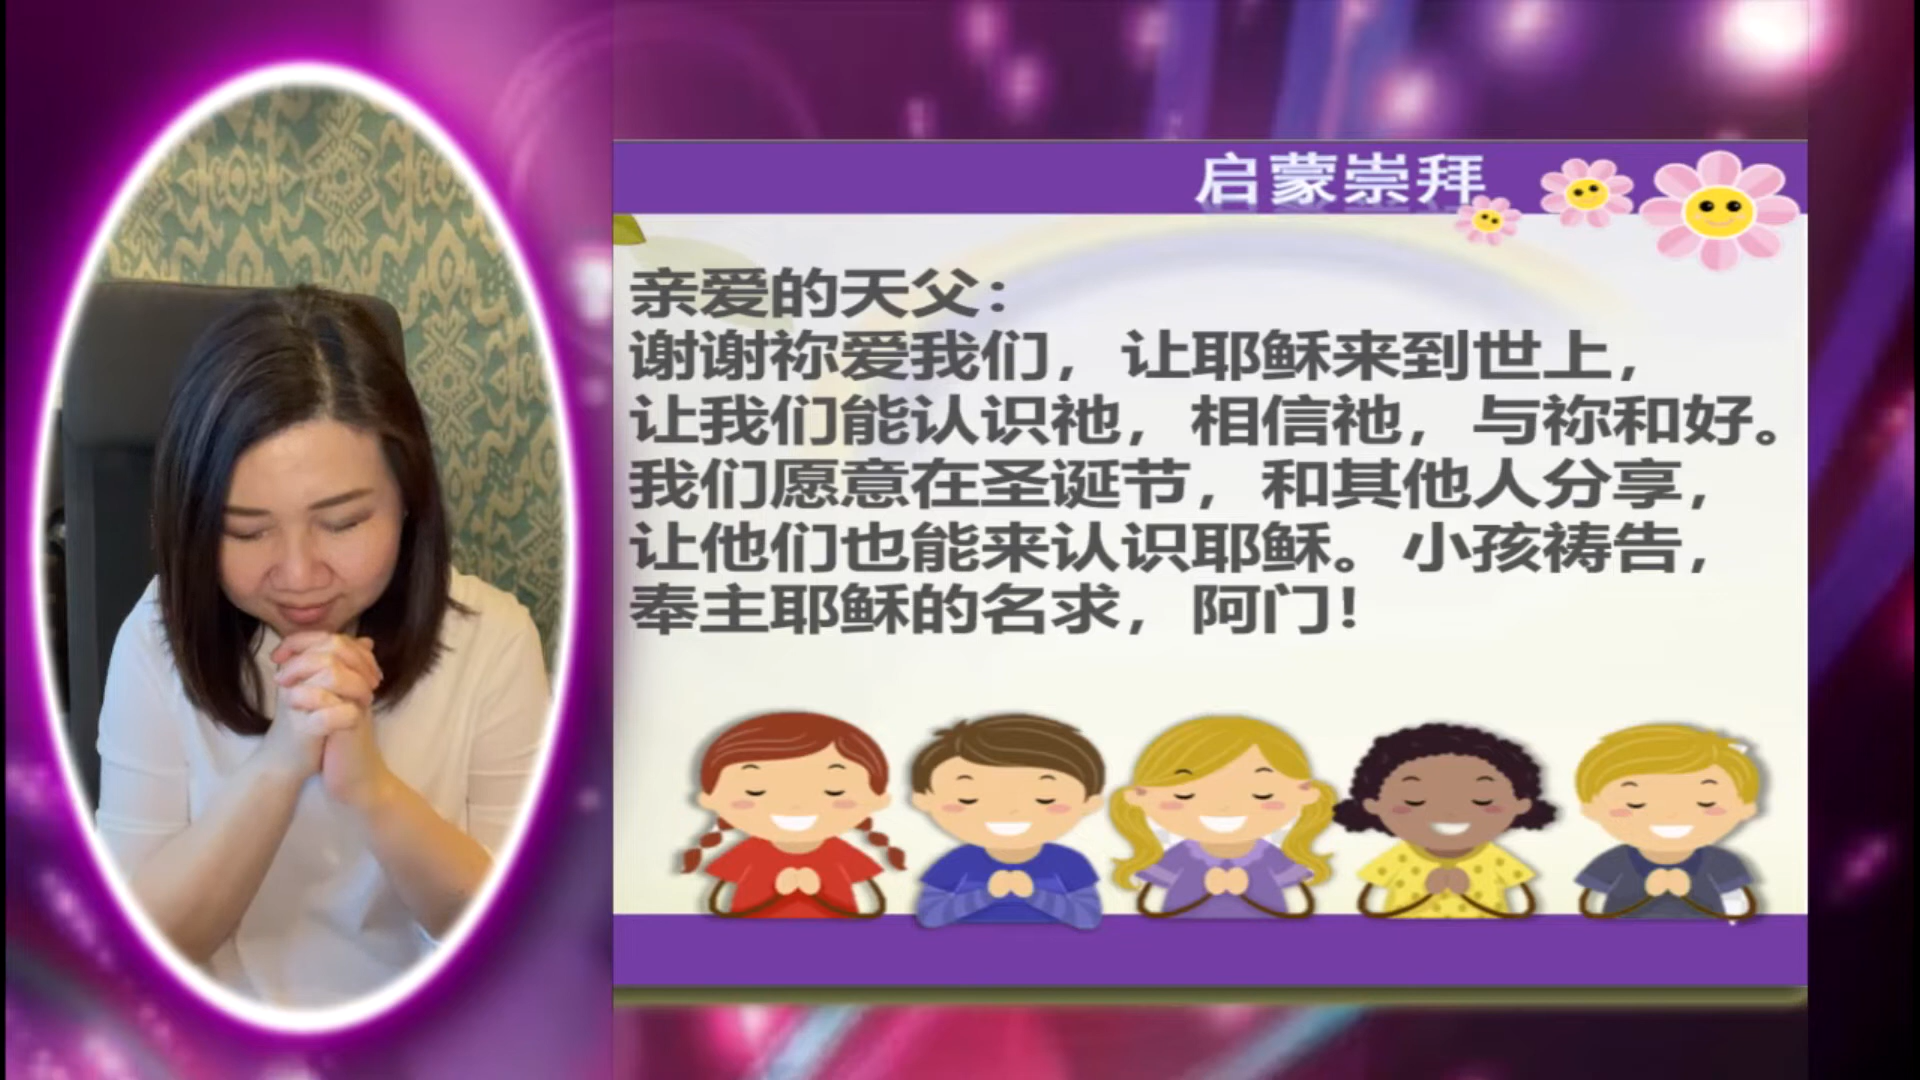 启蒙崇拜
亲爱的天父：
谢谢祢爱我们，让耶稣来到世上，
让我们能认识祂，相信祂，与祢和好。
我们愿意在圣诞节，和其他人分享，
让他们也能来认识耶稣。小孩祷告，
奉主耶稣的名求，阿门！